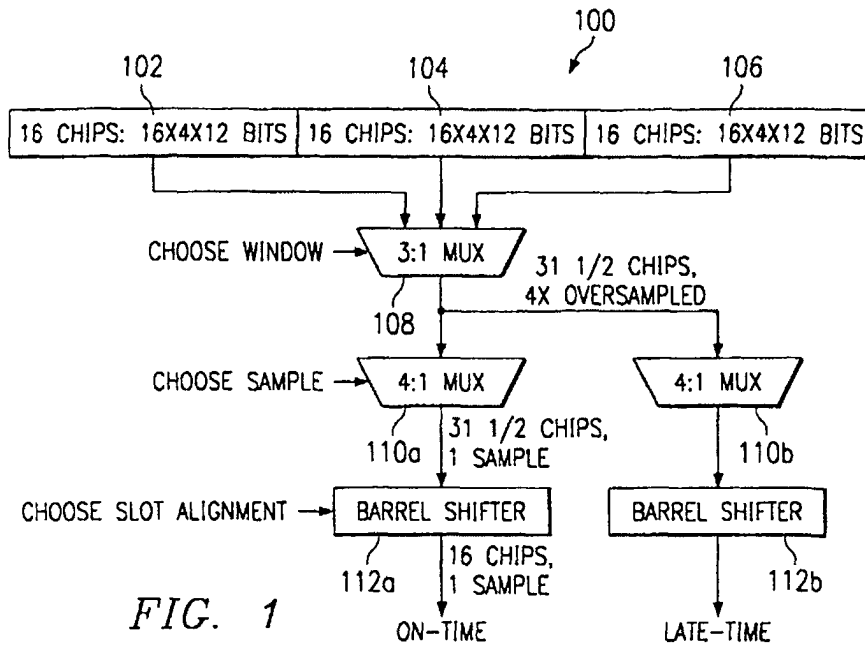 100
102
104
106
16 CHIPS: 16X4X12 BITS
16 CHIPS: 16X4X12 BITS
16 CHIPS: 16X4X12 BITS
CHOOSE WINDOW
3:1 MUX
108
31 1/2 CHIPS,
4X OVERSAMPLED
CHOOSE SAMPLE
4:1 MUX
4:1 MUX
110a
31 1/2 CHIPS,
1 SAMPLE
110b
CHOOSE SLOT ALIGNMENT
BARREL SHIFTER
BARREL SHIFTER
112a
16 CHIPS,
1 SAMPLE
112b
FIG. 1
ON-TIME
LATE-TIME